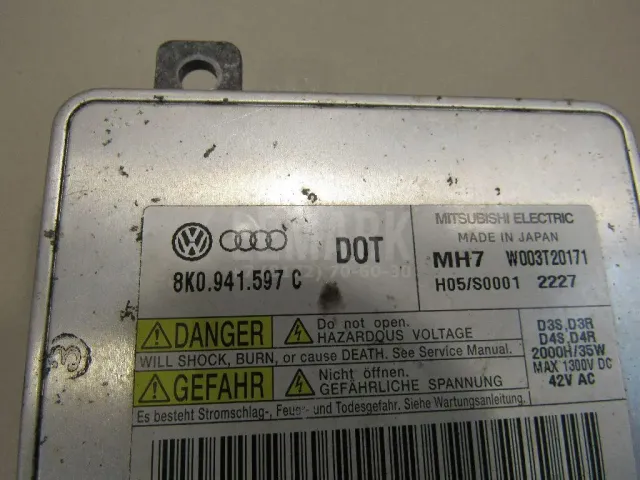 DOT
8K0.941.597 C
MITSUBISHI ELECTRIC
MADE IN JAPAN
MH7 W003T20171
H05/S0001 2227
DANGER
Do not open.
HAZARDOUS VOLTAGE
WILL SHOCK, BURN, or cause DEATH. See Service Manual.
GEFAHR
Nicht öffnen.
GEFÄHRLICHE SPANNUNG
Es besteht Stromschlag-, Feuer- und Todesgefahr. Siehe Wartungsanleitung.
D3S,D3R
D4S,D4R
2000H/35W
MAX 1300V DC
42V AC